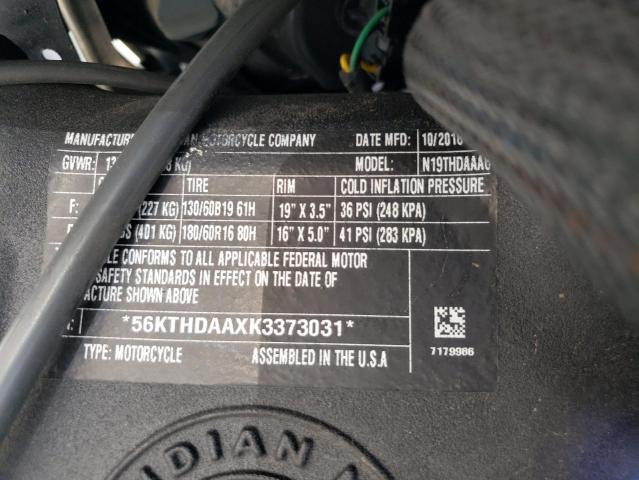 MANUFACTURE AN MOTORCYCLE COMPANY DATE MFD: 10/2018
GVWR: KG) MODEL: N19THDAAA
TIRE RIM COLD INFLATION PRESSURE
F: (227 KG) 130/60B19 61H 19" X 3.5" 36 PSI (248 KPA)
(401 KG) 180/60R16 80H 16" X 5.0" 41 PSI (283 KPA)
LE CONFORMS TO ALL APPLICABLE FEDERAL MOTOR
SAFETY STANDARDS IN EFFECT ON THE DATE OF
ACTURE SHOWN ABOVE
*56KTHDAAXK3373031*
7179986
TYPE: MOTORCYCLE ASSEMBLED IN THE U.S.A
DIAN